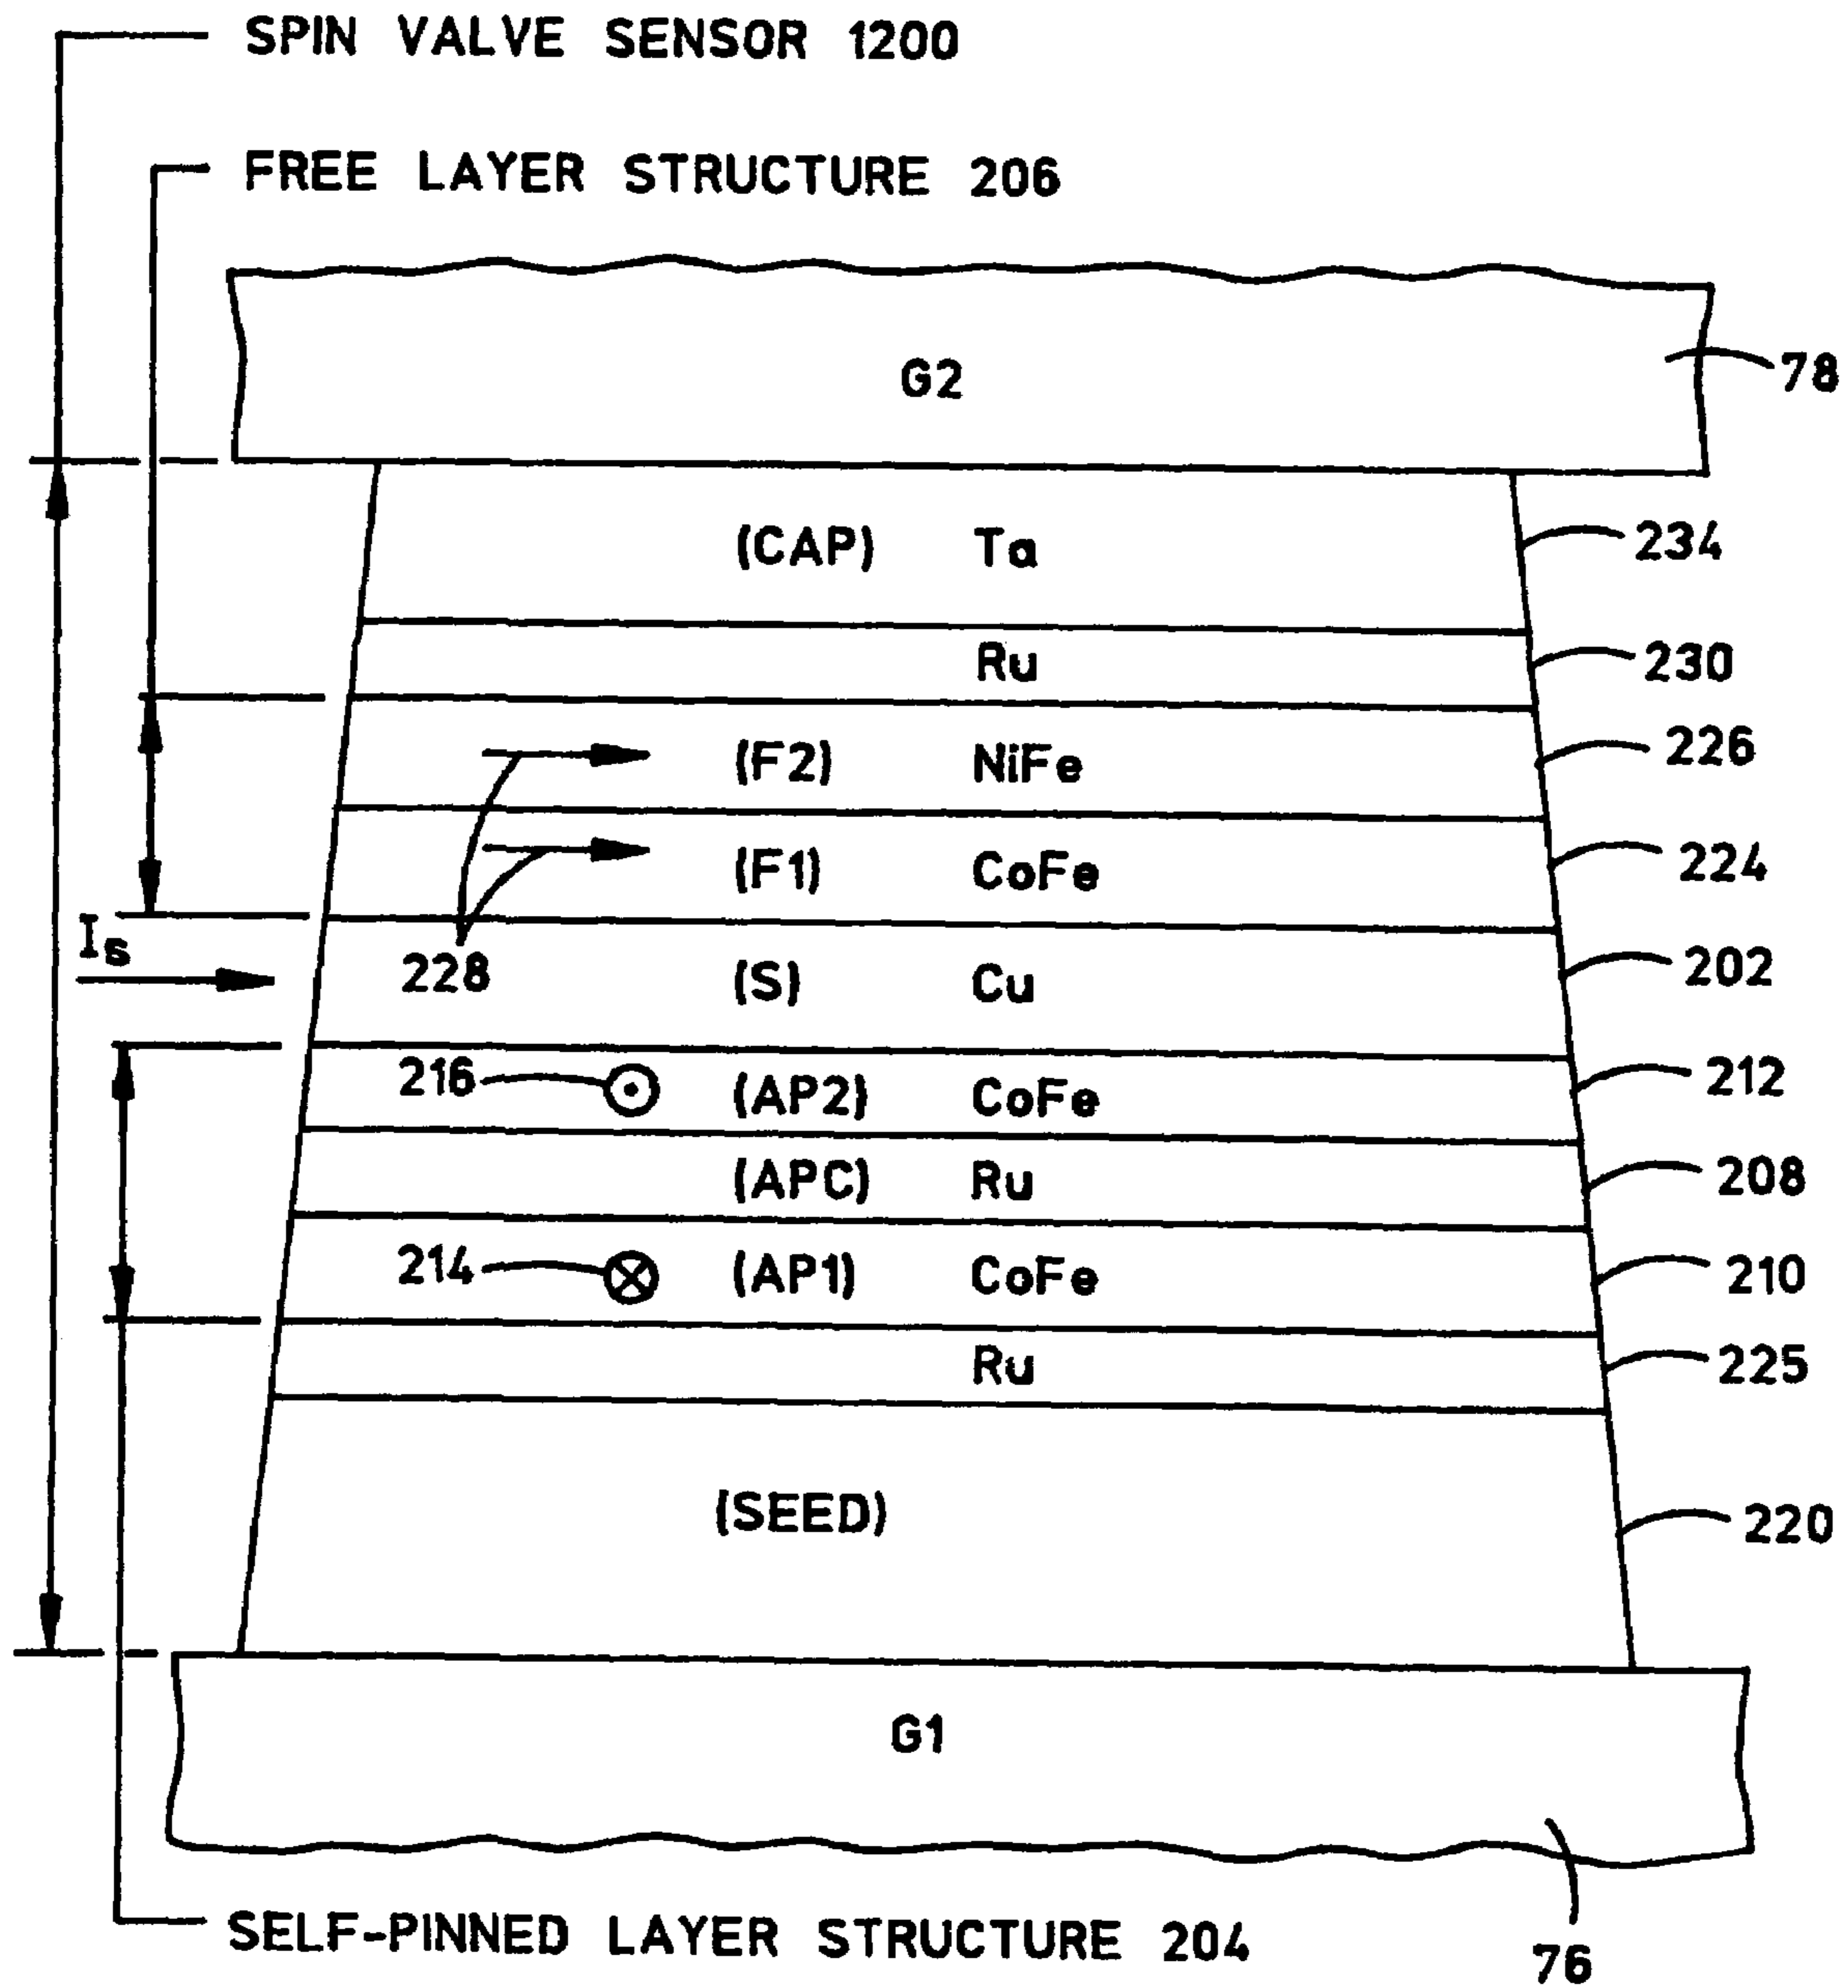 SPIN VALVE SENSOR 1200
FREE LAYER STRUCTURE 206
G2
78
(CAP) Ta
234
Ru
230
(F2) NiFe
226
(F1) CoFe
224
Is
228
(S) Cu
202
216
(AP2) CoFe
212
(APC) Ru
208
214
(AP1) CoFe
210
Ru
225
(SEED)
220
G1
SELF-PINNED LAYER STRUCTURE 204
76